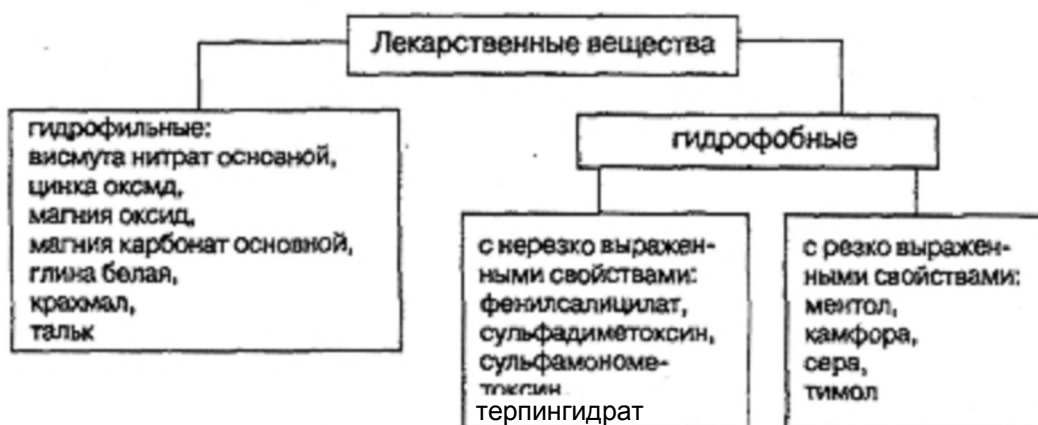 Лекарственные вещества
гидрофильные:
висмута нитрат основной,
цинка оксмд,
магния оксид,
магния карбонат основной,
глина белая,
крахмал,
тальк
гидрофобные
с нерезко выражен-
ными свойствами:
фенилсалицилат,
сульфадиметоксин,
сульфамономе-
токсин,
терпингидрат
с резко выражен-
ными свойствами:
ментол,
камфора,
сера,
тимол